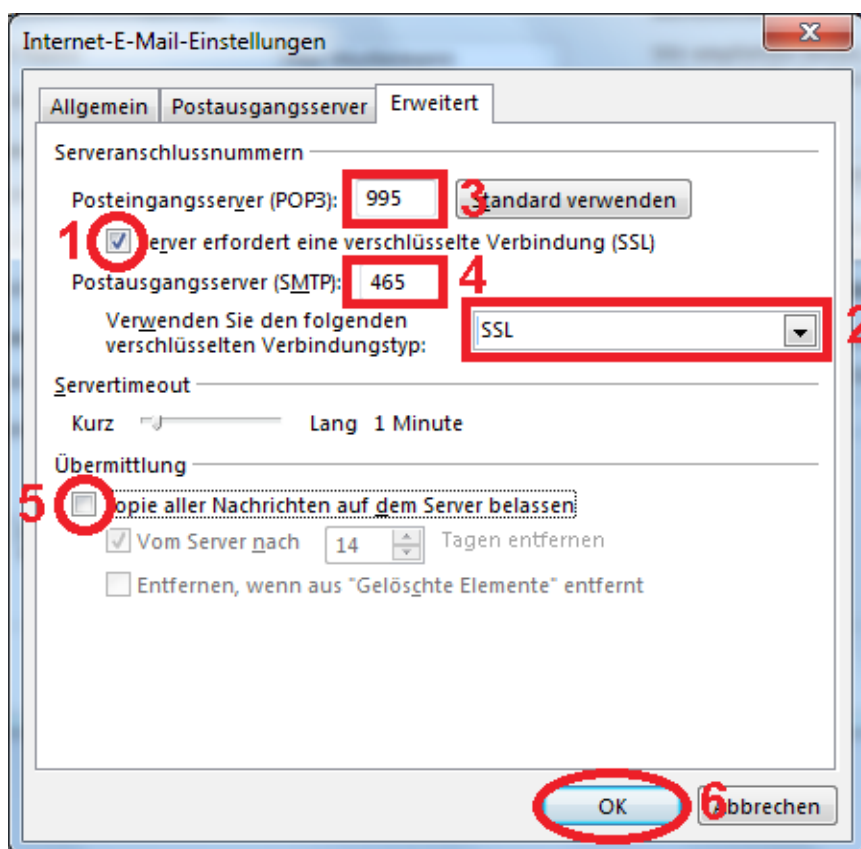 Internet-E-Mail-Einstellungen
Allgemein Postausgangsserver Erweitert
Serveranschlussnummern
Posteingangsserver (POP3): 995 3 Standard verwenden
1 Server erfordert eine verschlüsselte Verbindung (SSL)
Postausgangsserver (SMTP): 465 4
Verwenden Sie den folgenden
verschlüsselten Verbindungstyp: SSL 2
Servertimeout
Kurz Lang 1 Minute
Übermittlung
5 Kopie aller Nachrichten auf dem Server belassen
Vom Server nach 14 Tagen entfernen
Entfernen, wenn aus "Gelöschte Elemente" entfernt
OK 6 Abbrechen